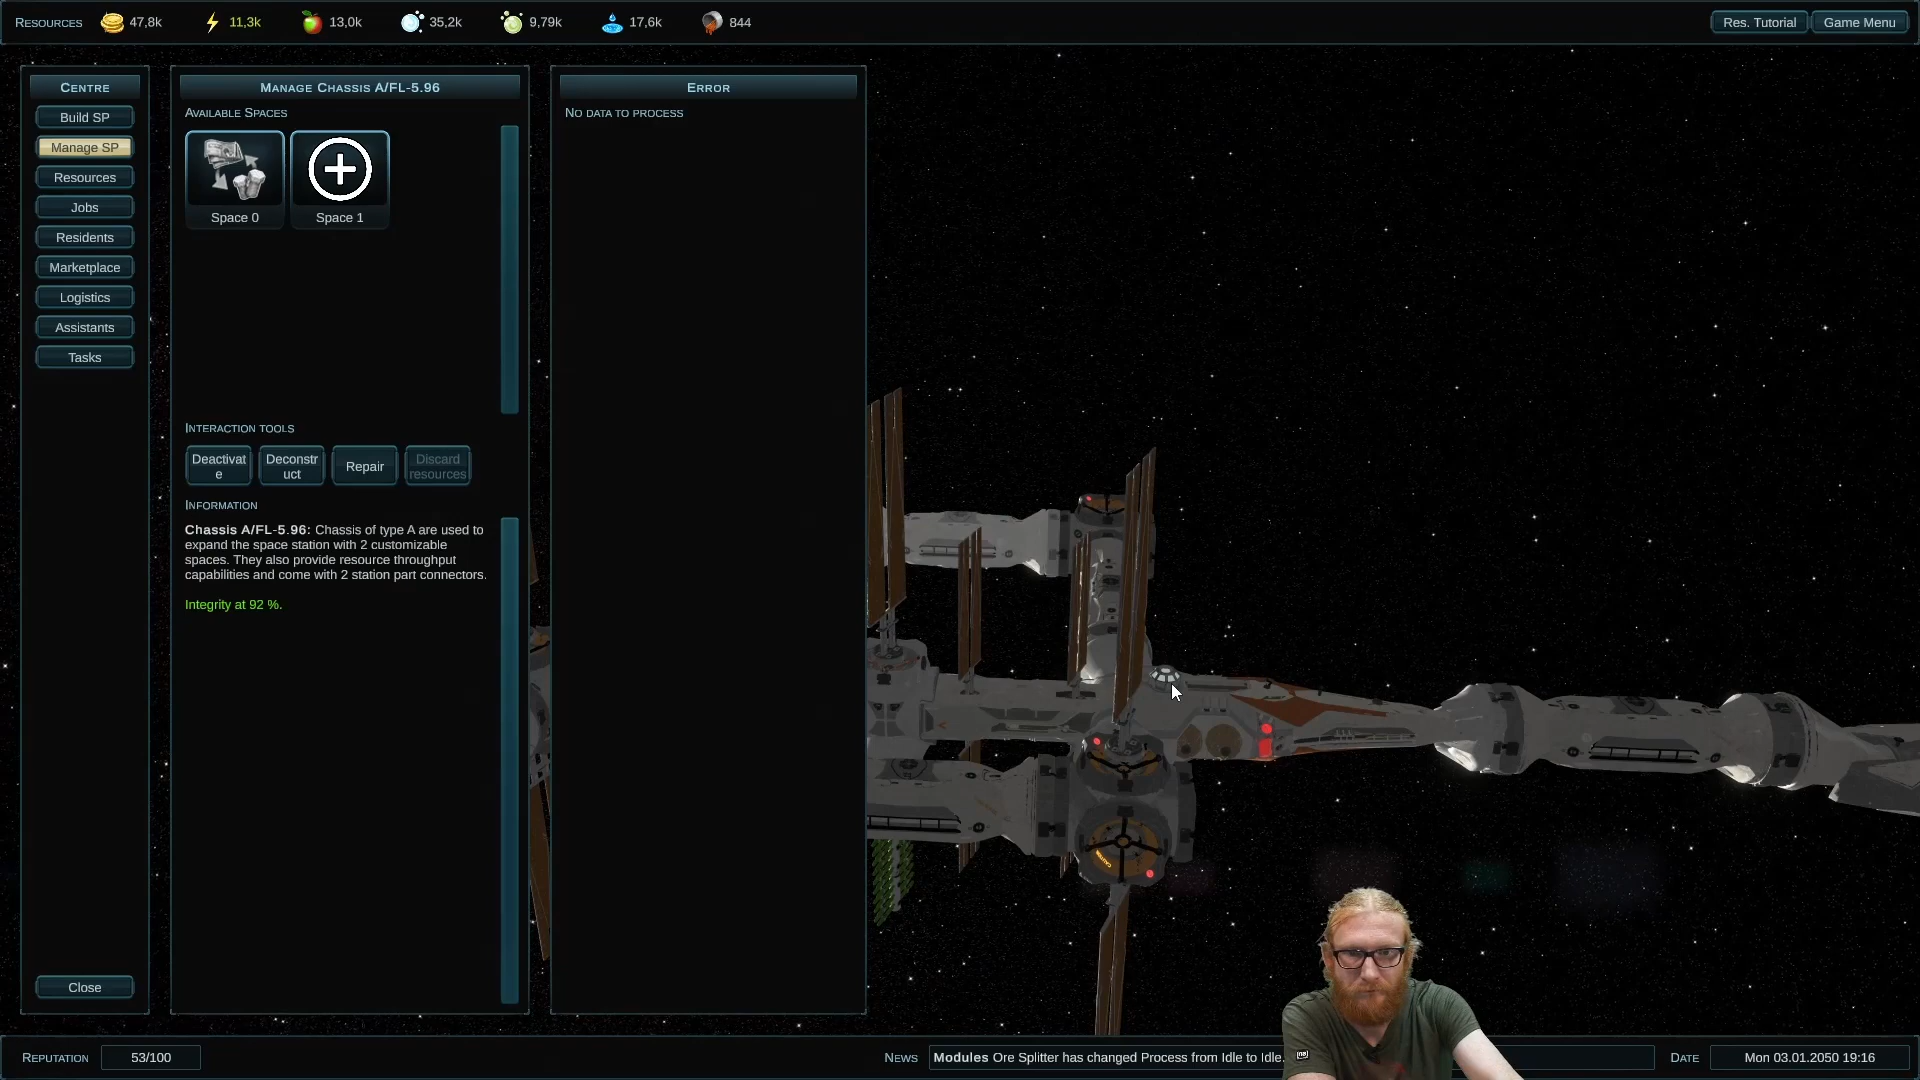 Resources 47,8k 11,3k 13,0k 35,2k 9,79k 17,6k 844 Res. Tutorial Game Menu
Centre
Build SP
Manage SP
Resources
Jobs
Residents
Marketplace
Logistics
Assistants
Tasks
Close
Manage Chassis A/FL-5.96
Available Spaces
Space 0 Space 1
Interaction tools
Deactivat
e
Deconstr
uct
Repair
Discard
resources
Information
Chassis A/FL-5.96: Chassis of type A are used to
expand the space station with 2 customizable
spaces. They also provide resource throughput
capabilities and come with 2 station part connectors.
Integrity at 92 %.
Error
No data to process
CAUTION
Reputation 53/100 News Modules Ore Splitter has changed Process from Idle to Idle. Date Mon 03.01.2050 19:16